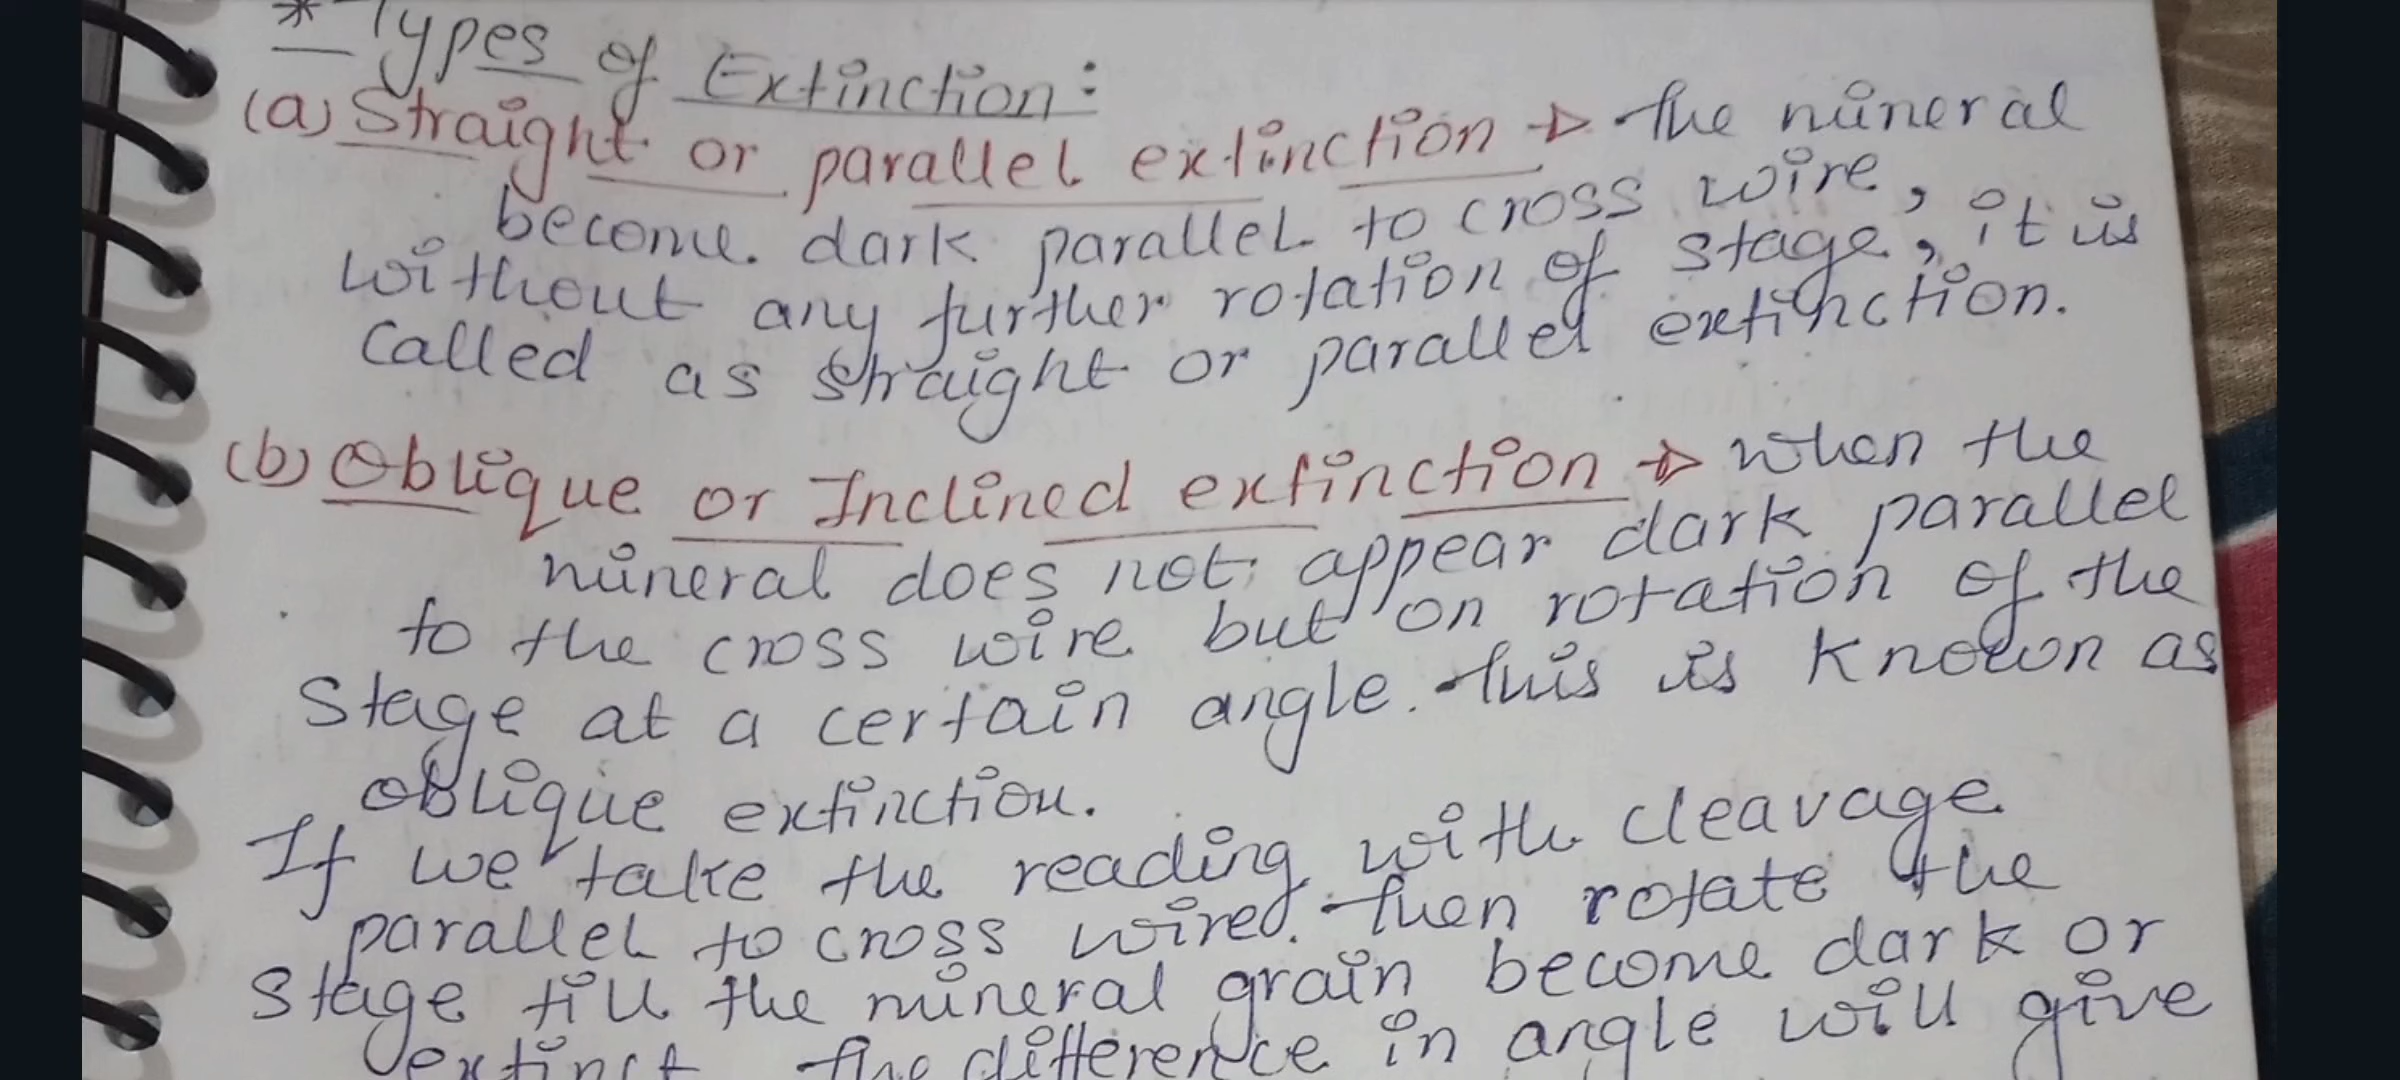 * Types of Extinction:
(a) Straight or parallel extinction → the mineral
become dark parallel to cross wire,
without any further rotation of stage, it is
called as straight or parallel extinction.
(b) Oblique or Inclined extinction → when the
mineral does not appear dark parallel
to the cross wire but on rotation of the
stage at a certain angle. this is known as
oblique extinction.
If we take the reading with cleavage
parallel to cross wired. then rotate the
stage till the mineral grain become dark or
extinct the difference in angle will give